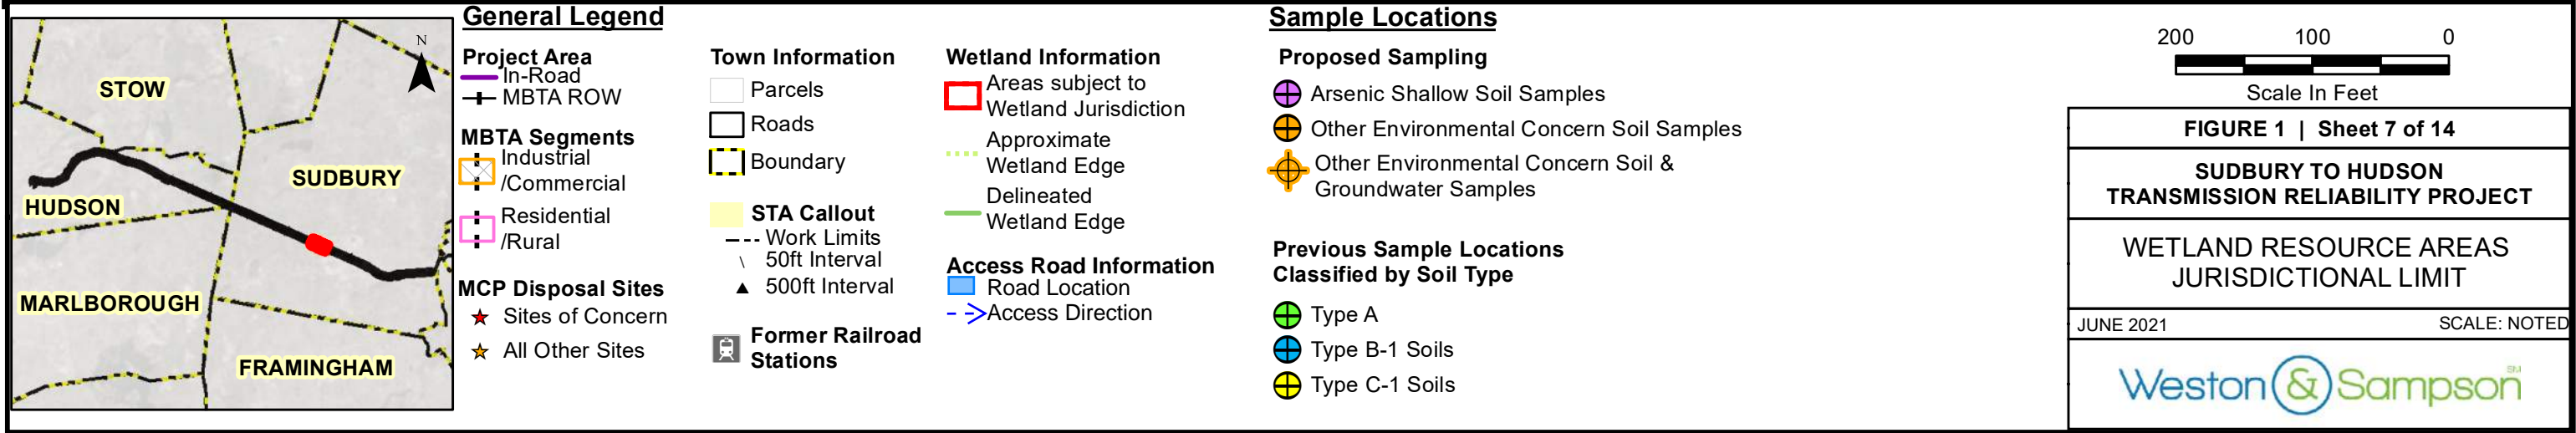 N
STOW
SUDBURY
HUDSON
MARLBOROUGH
FRAMINGHAM
General Legend
Project Area
In-Road
MBTA ROW
MBTA Segments
Industrial
/Commercial
Residential
/Rural
MCP Disposal Sites
Sites of Concern
All Other Sites
Town Information
Parcels
Roads
Boundary
STA Callout
Work Limits
50ft Interval
500ft Interval
Former Railroad
Stations
Wetland Information
Areas subject to
Wetland Jurisdiction
Approximate
Wetland Edge
Delineated
Wetland Edge
Access Road Information
Road Location
Access Direction
Sample Locations
Proposed Sampling
Arsenic Shallow Soil Samples
Other Environmental Concern Soil Samples
Other Environmental Concern Soil &
Groundwater Samples
Previous Sample Locations
Classified by Soil Type
Type A
Type B-1 Soils
Type C-1 Soils
200 100 0
Scale In Feet
FIGURE 1 | Sheet 7 of 14
SUDBURY TO HUDSON
TRANSMISSION RELIABILITY PROJECT
WETLAND RESOURCE AREAS
JURISDICTIONAL LIMIT
JUNE 2021 SCALE: NOTED
Weston & Sampson SM